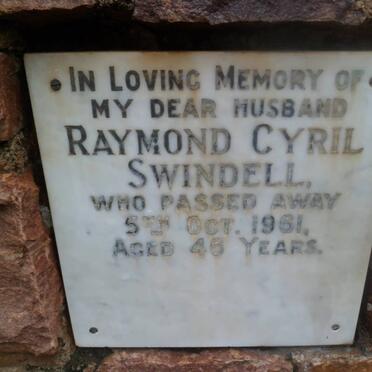 IN LOVING MEMORY OF
MY DEAR HUSBAND
RAYMOND CYRIL
SWINDELL,
WHO PASSED AWAY
5TH OCT. 1961,
AGED 46 YEARS.